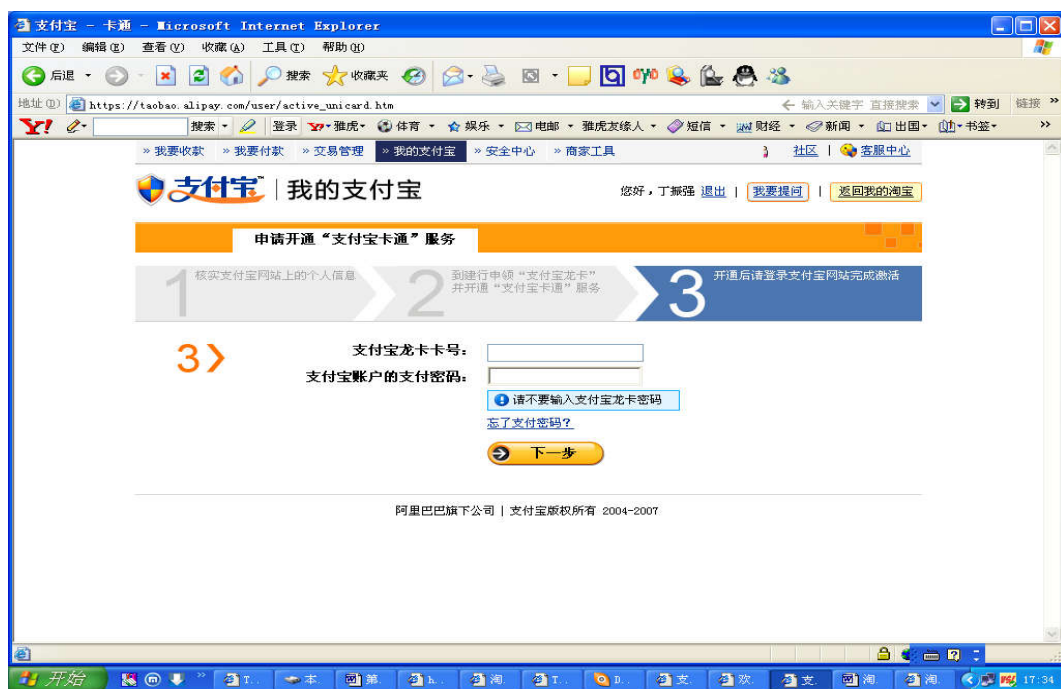 支付宝 - 卡通 - Microsoft Internet Explorer
文件(F) 编辑(E) 查看(V) 收藏(A) 工具(T) 帮助(H)
后退 搜索 收藏夹
地址(D) https://taobao.alipay.com/user/active_unicard.htm 输入关键字 直接搜索 转到 链接 »
Y! 搜索 登录 雅虎 体育 娱乐 电邮 雅虎友缘人 短信 财经 新闻 出国 书签 »
» 我要收款 » 我要付款 » 交易管理 » 我的支付宝 » 安全中心 » 商家工具 社区 | 客服中心
支付宝™ 我的支付宝 您好，丁振强 退出 | 我要提问 | 返回我的淘宝
申请开通“支付宝卡通”服务
1 核实支付宝网站上的个人信息
2 到建行申领“支付宝龙卡”
并开通“支付宝卡通”服务
3 开通后请登录支付宝网站完成激活
3 支付宝龙卡卡号：
支付宝账户的支付密码：
请不要输入支付宝龙卡密码
忘了支付密码?
下一步
阿里巴巴旗下公司 | 支付宝版权所有 2004-2007
开始 » T.. 本. 第. h.. 淘. T.. D.. 支. 欢. 支. 淘. 淘. 17:34